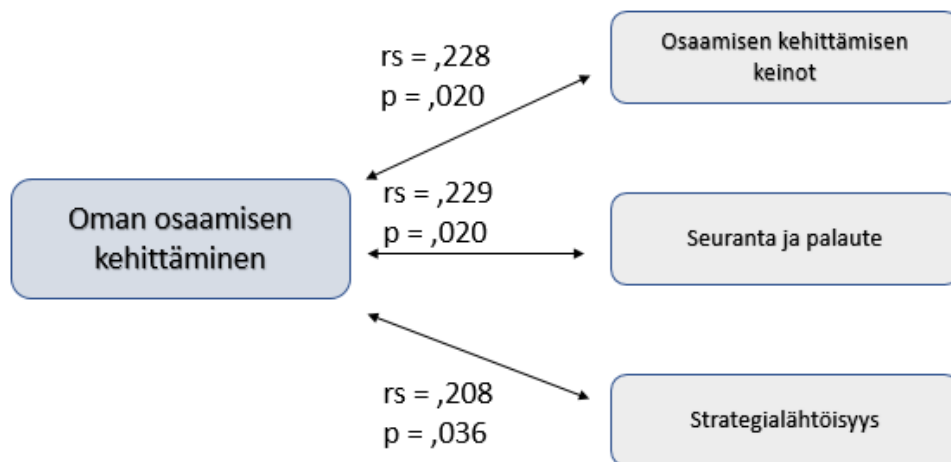 Osaamisen kehittämisen
keinot
rs = ,228
p = ,020
Oman osaamisen
kehittäminen
rs = ,229
p = ,020
Seuranta ja palaute
rs = ,208
p = ,036
Strategialähtöisyys